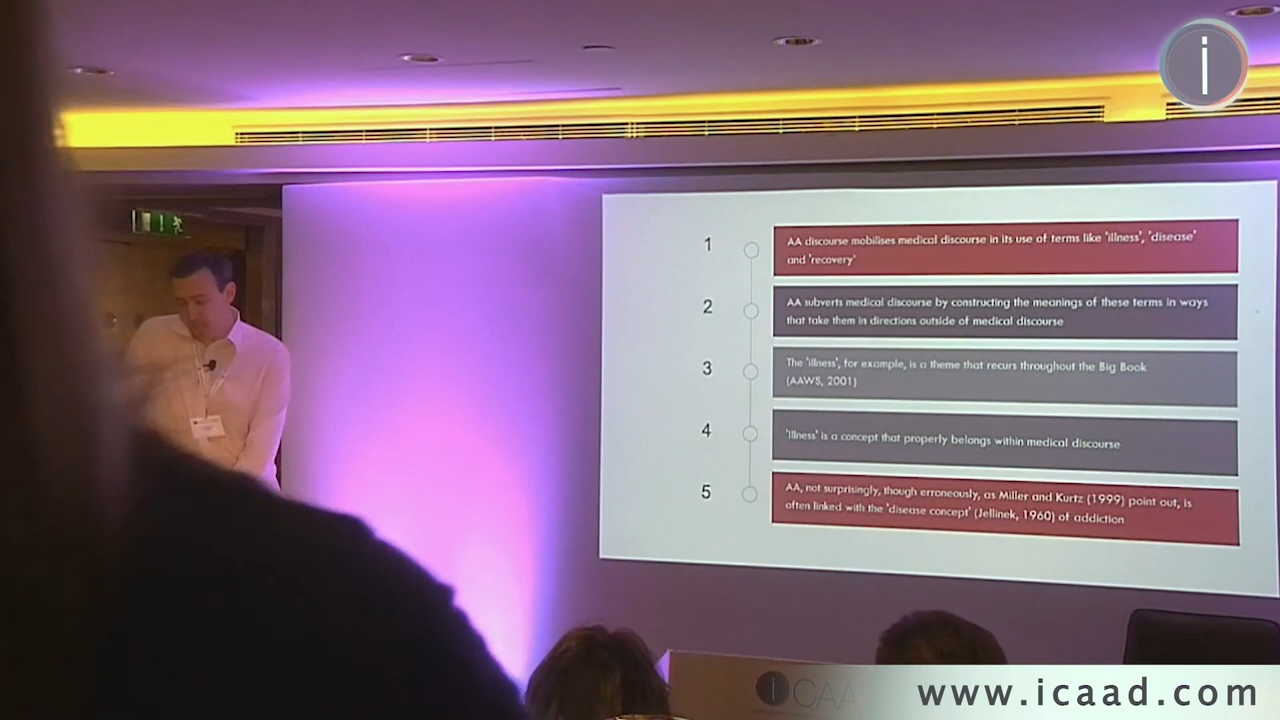 i
1
AA discourse mobilises medical discourse in its use of terms like 'illness', 'disease'
and 'recovery'
2
AA subverts medical discourse by constructing the meanings of these terms in ways
that take them in directions outside of medical discourse
3
The 'illness', for example, is a theme that recurs throughout the Big Book
(AAWS, 2001)
4
'Illness' is a concept that properly belongs within medical discourse
5
AA, not surprisingly, though erroneously, as Miller and Kurtz (1999) point out, is
often linked with the 'disease concept' (Jellinek, 1960) of addiction
www.icaad.com